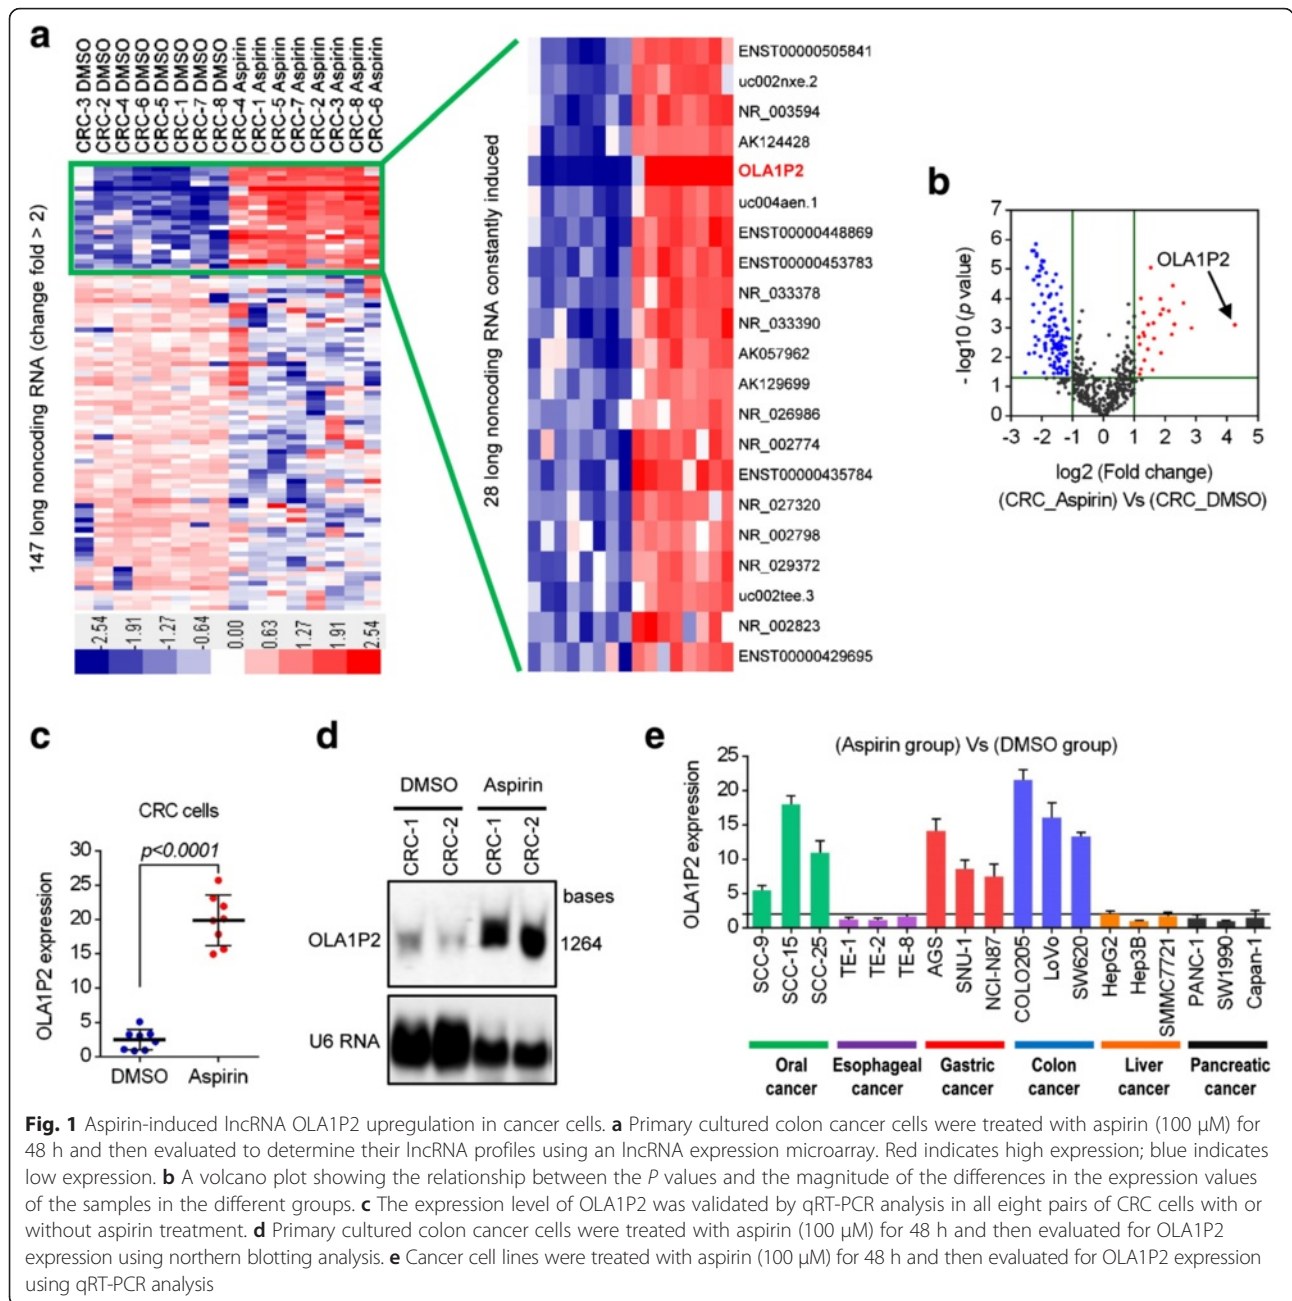 a
CRC-3 DMSO
CRC-2 DMSO
CRC-4 DMSO
CRC-6 DMSO
CRC-5 DMSO
CRC-1 DMSO
CRC-7 DMSO
CRC-8 DMSO
CRC-4 Aspirin
CRC-1 Aspirin
CRC-5 Aspirin
CRC-7 Aspirin
CRC-2 Aspirin
CRC-3 Aspirin
CRC-8 Aspirin
CRC-6 Aspirin
147 long noncoding RNA (change fold > 2)
-2.54
-1.91
-1.27
-0.64
0.00
0.63
1.27
1.91
2.54
28 long noncoding RNA constantly induced
ENST00000505841
uc002nxe.2
NR_003594
AK124428
OLA1P2
uc004aen.1
ENST00000448869
ENST00000453783
NR_033378
NR_033390
AK057962
AK129699
NR_026986
NR_002774
ENST00000435784
NR_027320
NR_002798
NR_029372
uc002tee.3
NR_002823
ENST00000429695
b
7
6
5
4
3
2
1
0
- log10 (p value)
OLA1P2
-3 -2 -1 0 1 2 3 4 5
log2 (Fold change)
(CRC_Aspirin) Vs (CRC_DMSO)
c
CRC cells
p<0.0001
30
25
20
15
10
5
0
OLA1P2 expression
DMSO Aspirin
d
DMSO Aspirin
CRC-1
CRC-2
CRC-1
CRC-2
bases
OLA1P2
1264
U6 RNA
e
(Aspirin group) Vs (DMSO group)
25
20
15
10
5
2
0
OLA1P2 expression
SCC-9
SCC-15
SCC-25
TE-1
TE-2
TE-8
AGS
SNU-1
NCI-N87
COLO205
LoVo
SW620
HepG2
Hep3B
SMMC7721
PANC-1
SW1990
Capan-1
Oral cancer
Esophageal cancer
Gastric cancer
Colon cancer
Liver cancer
Pancreatic cancer
Fig. 1 Aspirin-induced lncRNA OLA1P2 upregulation in cancer cells. a Primary cultured colon cancer cells were treated with aspirin (100 μM) for
48 h and then evaluated to determine their lncRNA profiles using an lncRNA expression microarray. Red indicates high expression; blue indicates
low expression. b A volcano plot showing the relationship between the P values and the magnitude of the differences in the expression values
of the samples in the different groups. c The expression level of OLA1P2 was validated by qRT-PCR analysis in all eight pairs of CRC cells with or
without aspirin treatment. d Primary cultured colon cancer cells were treated with aspirin (100 μM) for 48 h and then evaluated for OLA1P2
expression using northern blotting analysis. e Cancer cell lines were treated with aspirin (100 μM) for 48 h and then evaluated for OLA1P2 expression
using qRT-PCR analysis